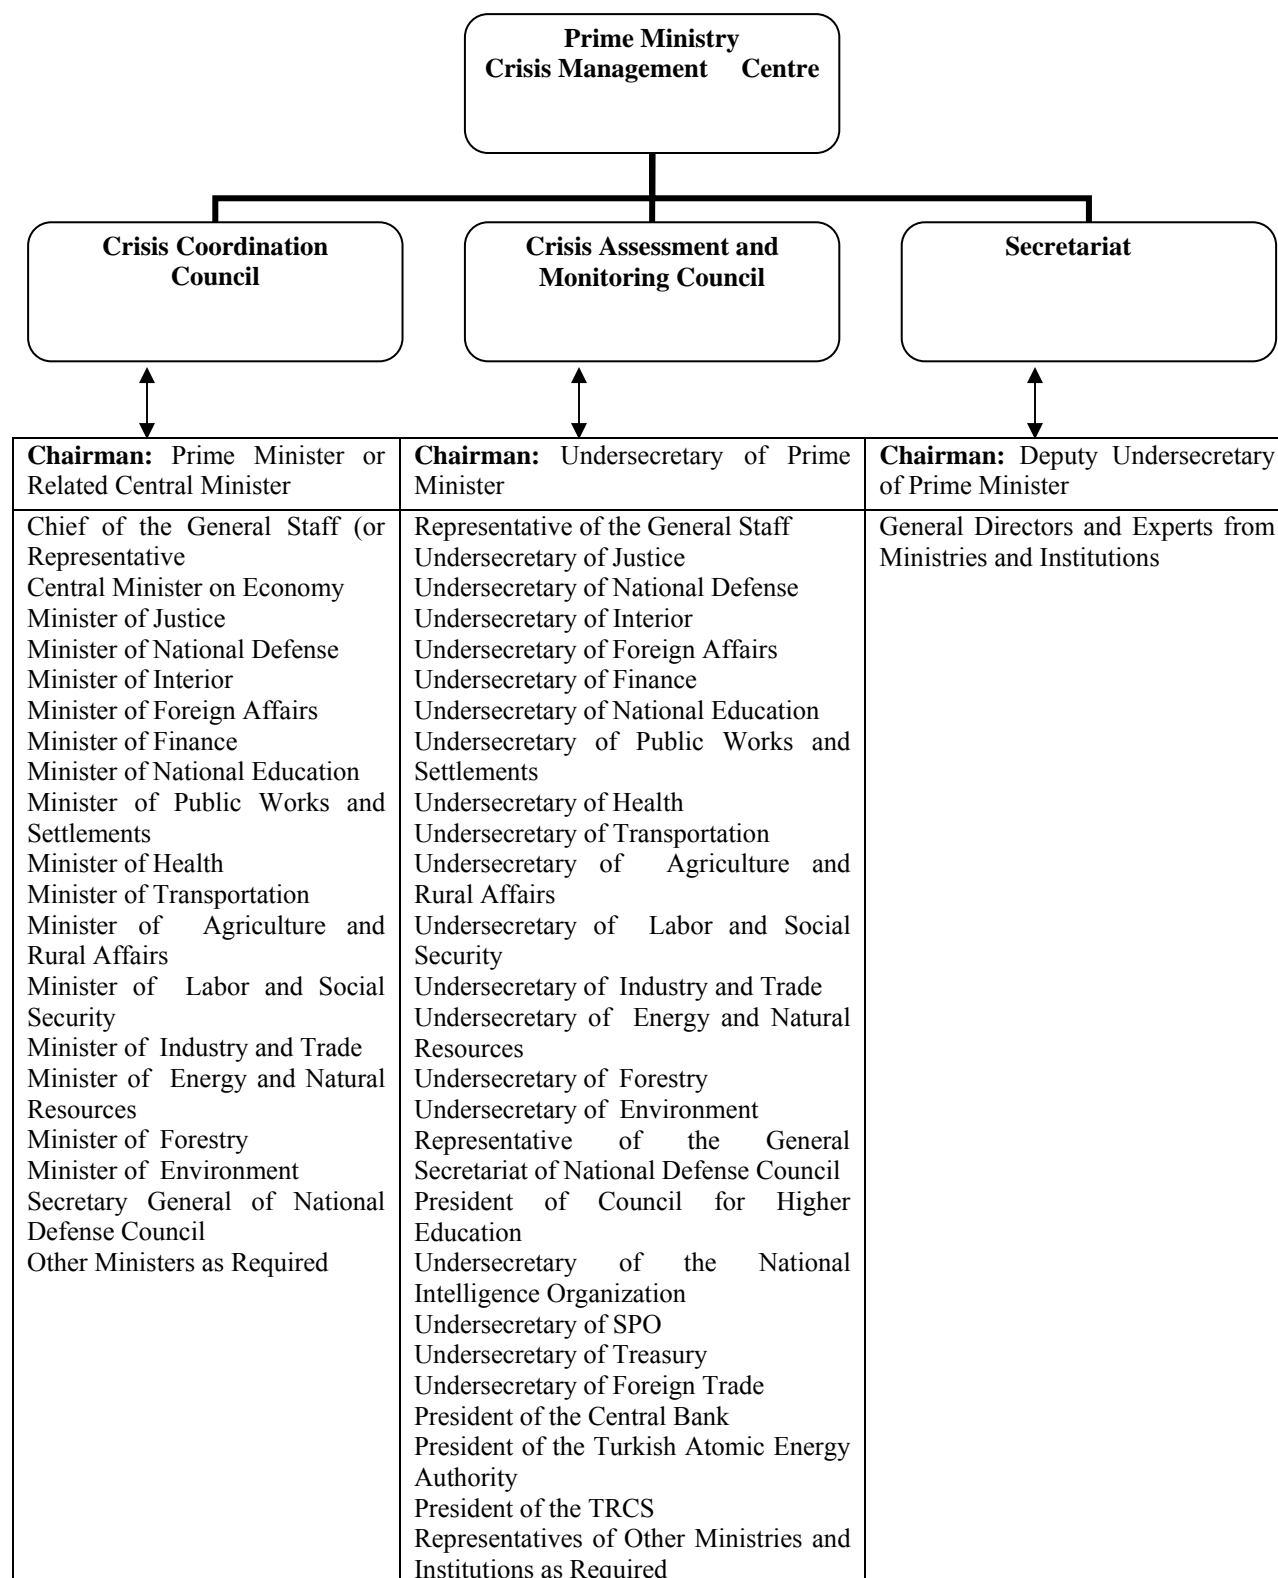 Prime Ministry
Crisis Management Centre
Crisis Coordination
Council
Crisis Assessment and
Monitoring Council
Secretariat
Chairman: Prime Minister or
Related Central Minister
Chief of the General Staff (or
Representative
Central Minister on Economy
Minister of Justice
Minister of National Defense
Minister of Interior
Minister of Foreign Affairs
Minister of Finance
Minister of National Education
Minister of Public Works and
Settlements
Minister of Health
Minister of Transportation
Minister of Agriculture and
Rural Affairs
Minister of Labor and Social
Security
Minister of Industry and Trade
Minister of Energy and Natural
Resources
Minister of Forestry
Minister of Environment
Secretary General of National
Defense Council
Other Ministers as Required
Chairman: Undersecretary of Prime
Minister
Representative of the General Staff
Undersecretary of Justice
Undersecretary of National Defense
Undersecretary of Interior
Undersecretary of Foreign Affairs
Undersecretary of Finance
Undersecretary of National Education
Undersecretary of Public Works and
Settlements
Undersecretary of Health
Undersecretary of Transportation
Undersecretary of Agriculture and
Rural Affairs
Undersecretary of Labor and Social
Security
Undersecretary of Industry and Trade
Undersecretary of Energy and Natural
Resources
Undersecretary of Forestry
Undersecretary of Environment
Representative of the General
Secretariat of National Defense Council
President of Council for Higher
Education
Undersecretary of the National
Intelligence Organization
Undersecretary of SPO
Undersecretary of Treasury
Undersecretary of Foreign Trade
President of the Central Bank
President of the Turkish Atomic Energy
Authority
President of the TRCS
Representatives of Other Ministries and
Institutions as Required
Chairman: Deputy Undersecretary
of Prime Minister
General Directors and Experts from
Ministries and Institutions